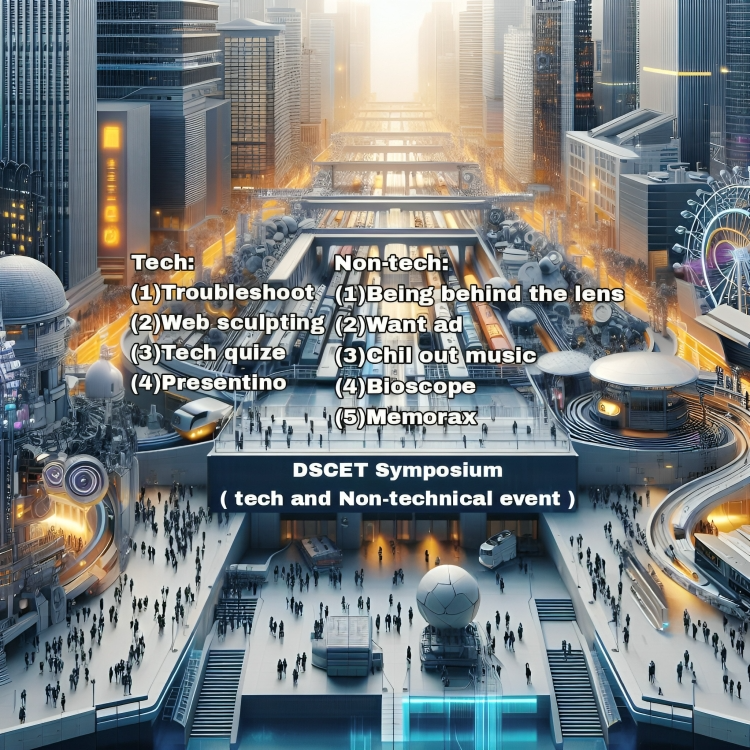 Tech:
(1)Troubleshoot
(2)Web sculpting
(3)Tech quize
(4)Presentino
Non-tech:
(1)Being behind the lens
(2)Want ad
(3)Chil out music
(4)Bioscope
(5)Memorax
DSCET Symposium
( tech and Non-technical event )